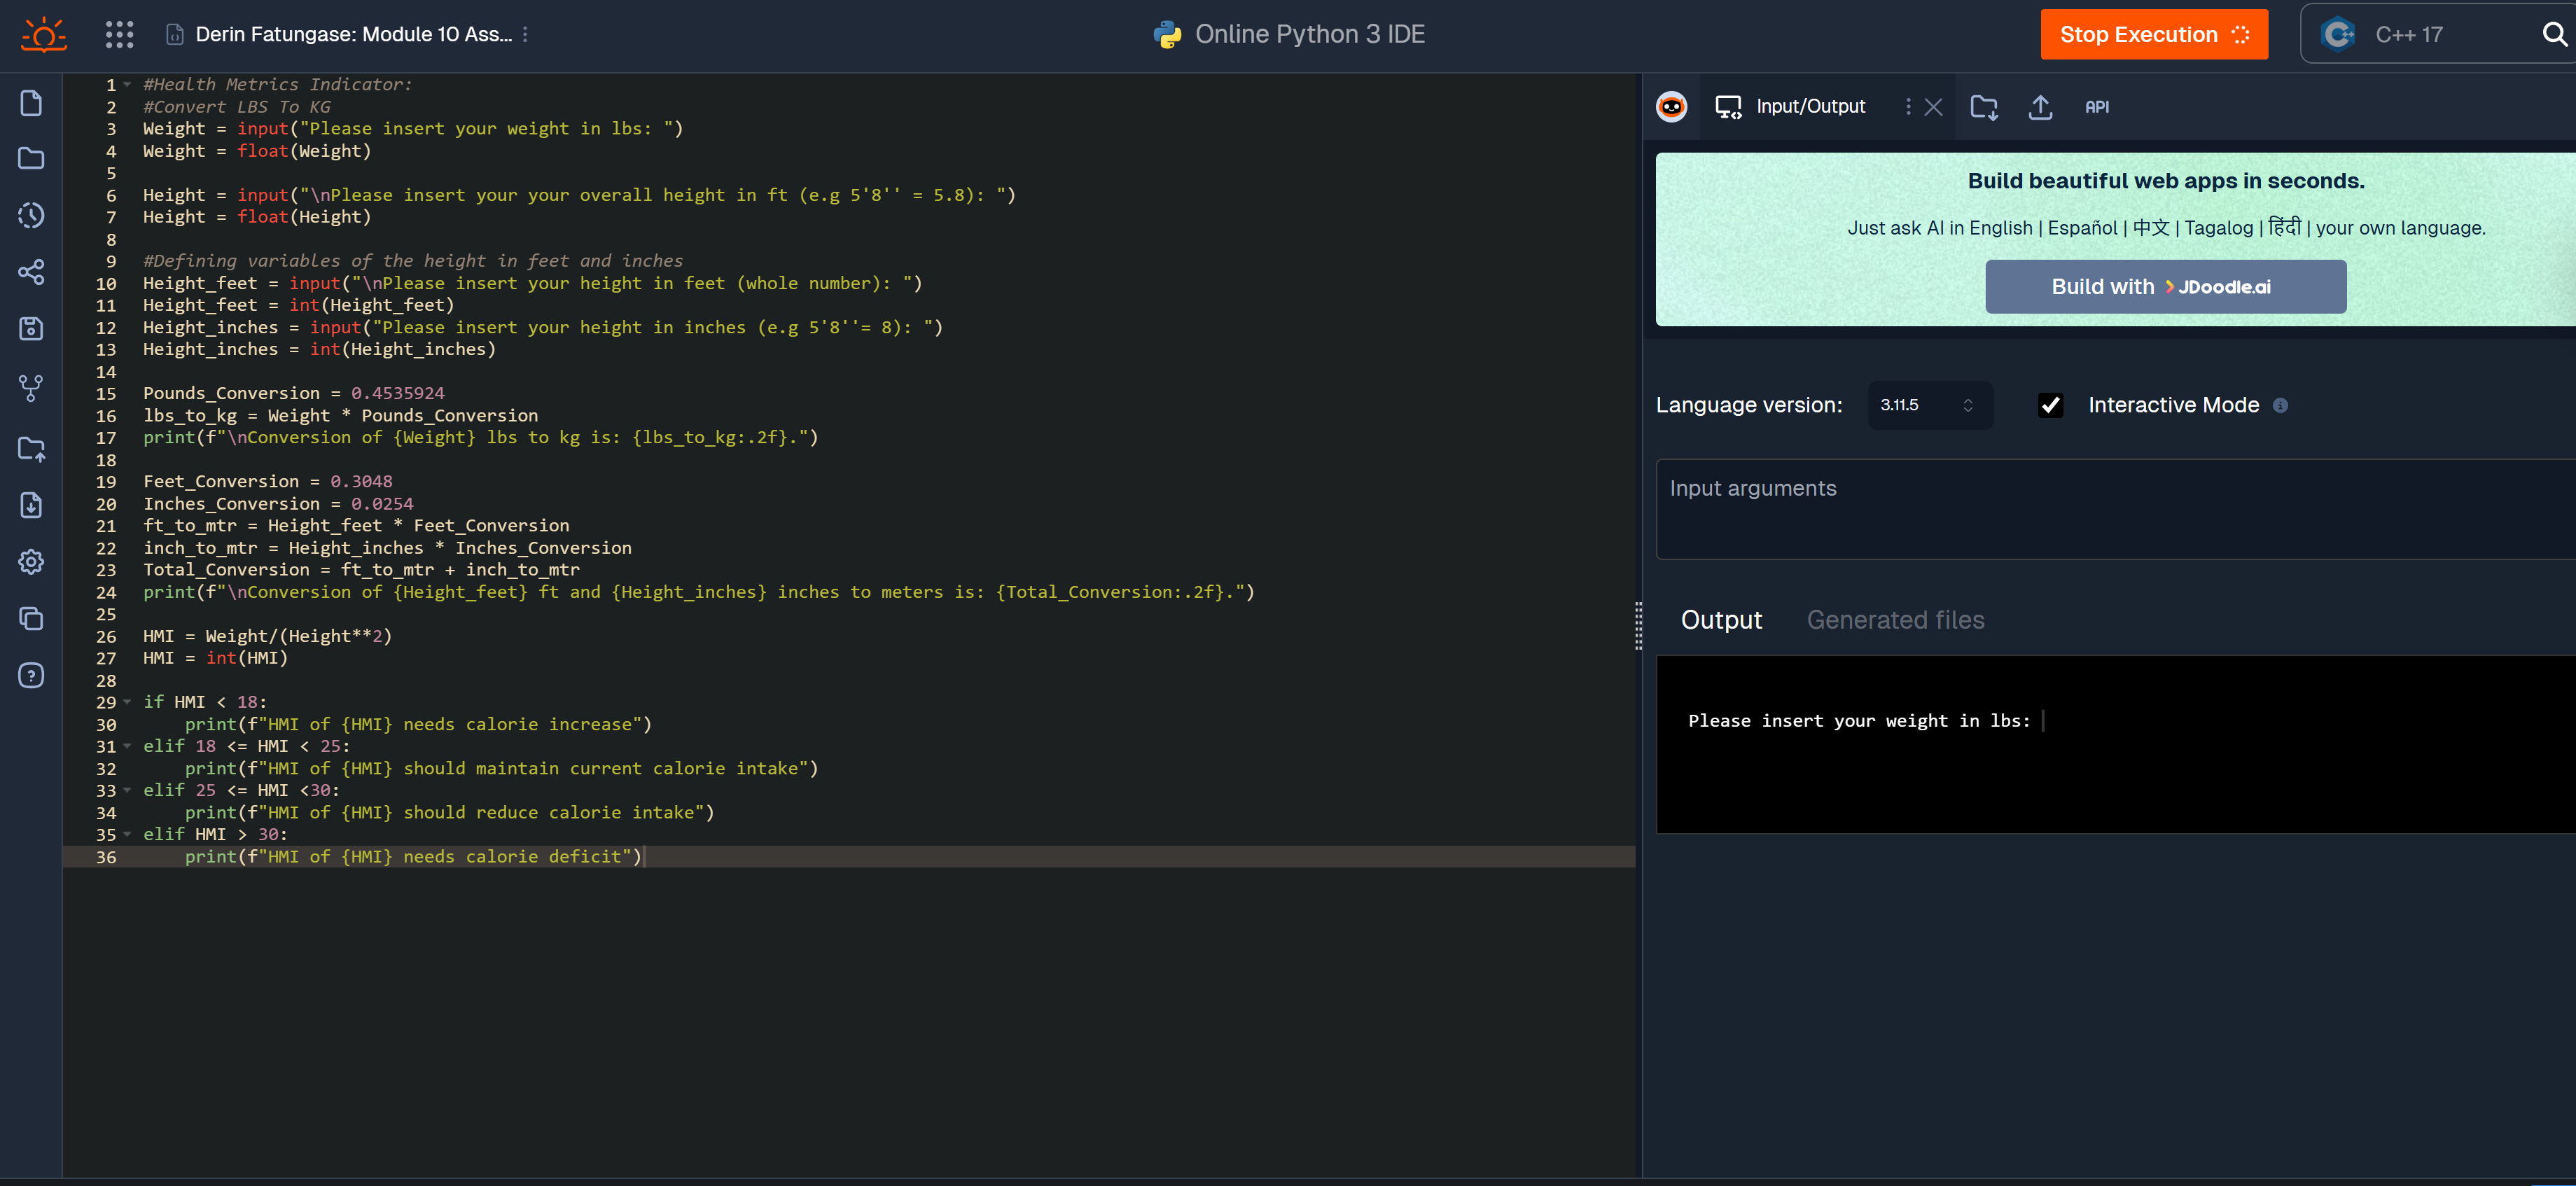 Derin Fatungase: Module 10 Ass...
Online Python 3 IDE
Stop Execution
C++ 17
1 #Health Metrics Indicator:
2 #Convert LBS To KG
3 Weight = input("Please insert your weight in lbs: ")
4 Weight = float(Weight)
5
6 Height = input("\nPlease insert your your overall height in ft (e.g 5'8'' = 5.8): ")
7 Height = float(Height)
8
9 #Defining variables of the height in feet and inches
10 Height_feet = input("\nPlease insert your height in feet (whole number): ")
11 Height_feet = int(Height_feet)
12 Height_inches = input("Please insert your height in inches (e.g 5'8''= 8): ")
13 Height_inches = int(Height_inches)
14
15 Pounds_Conversion = 0.4535924
16 lbs_to_kg = Weight * Pounds_Conversion
17 print(f"\nConversion of {Weight} lbs to kg is: {lbs_to_kg:.2f}.")
18
19 Feet_Conversion = 0.3048
20 Inches_Conversion = 0.0254
21 ft_to_mtr = Height_feet * Feet_Conversion
22 inch_to_mtr = Height_inches * Inches_Conversion
23 Total_Conversion = ft_to_mtr + inch_to_mtr
24 print(f"\nConversion of {Height_feet} ft and {Height_inches} inches to meters is: {Total_Conversion:.2f}.")
25
26 HMI = Weight/(Height**2)
27 HMI = int(HMI)
28
29 if HMI < 18:
30     print(f"HMI of {HMI} needs calorie increase")
31 elif 18 <= HMI < 25:
32     print(f"HMI of {HMI} should maintain current calorie intake")
33 elif 25 <= HMI <30:
34     print(f"HMI of {HMI} should reduce calorie intake")
35 elif HMI > 30:
36     print(f"HMI of {HMI} needs calorie deficit")
Input/Output
API
Build beautiful web apps in seconds.
Just ask AI in English | Español | 中文 | Tagalog | हिंदी | your own language.
Build with JDoodle.ai
Language version:
3.11.5
Interactive Mode
Input arguments
Output
Generated files
Please insert your weight in lbs: